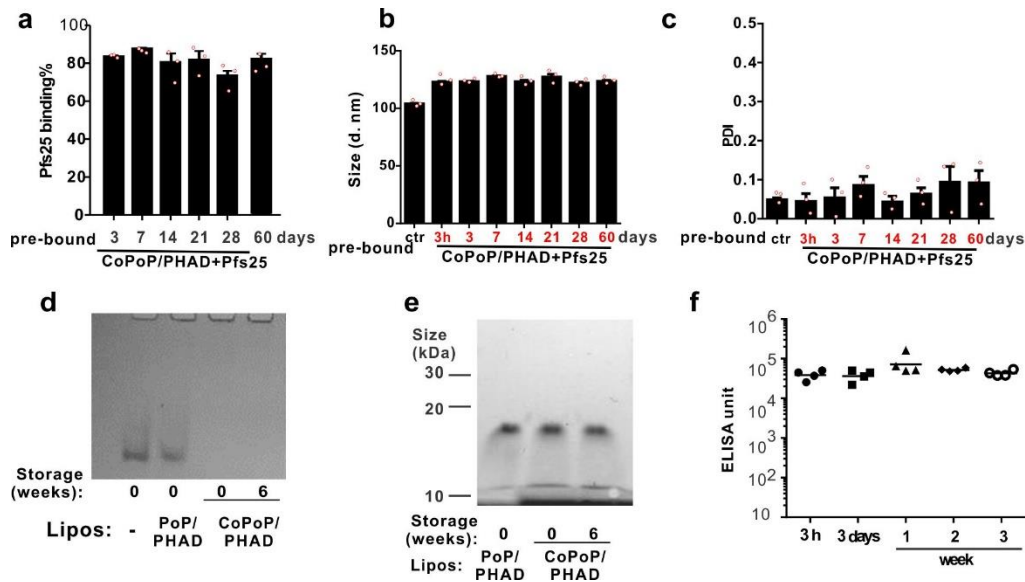 a
Pfs25 binding%
100
80
60
40
20
0
pre-bound 3 7 14 21 28 60 days
CoPoP/PHAD+Pfs25
b
Size (d. nm)
150
100
50
0
ctr 3h 3 7 14 21 28 60 days
pre-bound
CoPoP/PHAD+Pfs25
c
PDI
0.5
0.4
0.3
0.2
0.1
0.0
pre-bound ctr 3h 3 7 14 21 28 60 days
CoPoP/PHAD+Pfs25
d
Storage
(weeks): 0 0 0 6
Lipos: - PoP/ CoPoP/
PHAD PHAD
e
Size
(kDa)
30
20
10
Storage
(weeks): 0 0 6
Lipos: PoP/ CoPoP/
PHAD PHAD
f
ELISA unit
10^6
10^5
10^4
10^3
10^2
10
3h 3 days 1 2 3
week